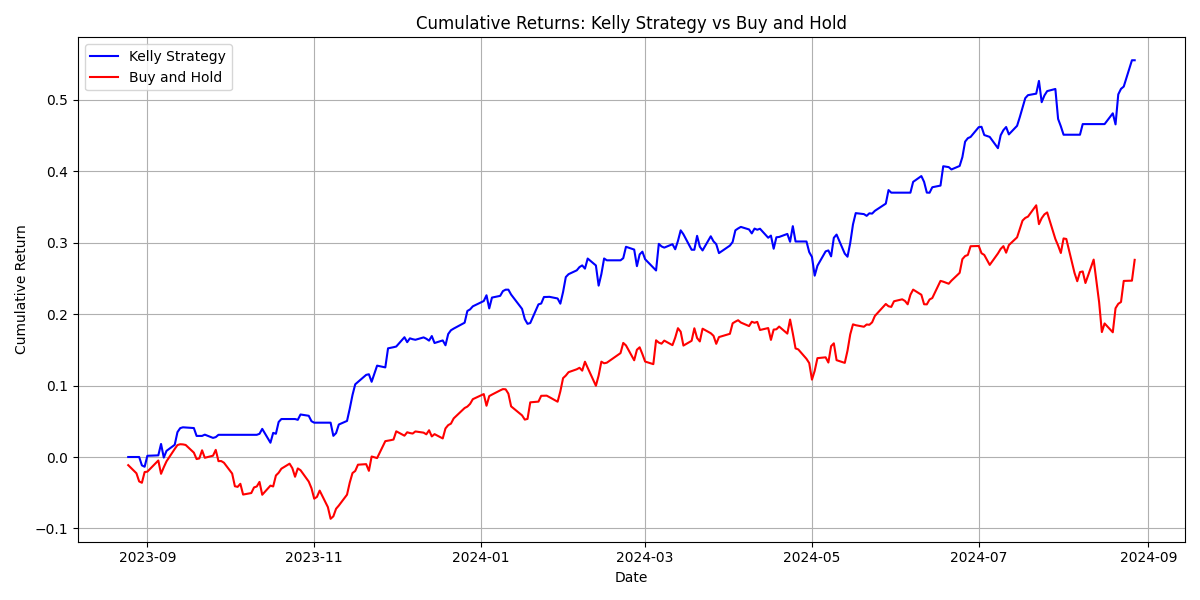 Cumulative Returns: Kelly Strategy vs Buy and Hold
Kelly Strategy
Buy and Hold
Cumulative Return
0.5
0.4
0.3
0.2
0.1
0.0
−0.1
2023-09
2023-11
2024-01
2024-03
2024-05
2024-07
2024-09
Date